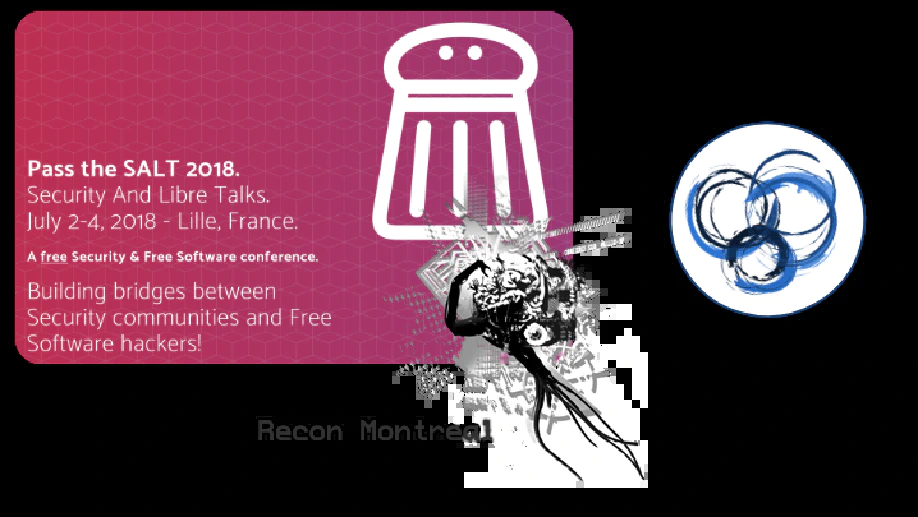 Pass the SALT 2018.
Security And Libre Talks.
July 2-4, 2018 - Lille, France.
A free Security & Free Software conference.
Building bridges between
Security communities and Free
Software hackers!
Recon Montreal